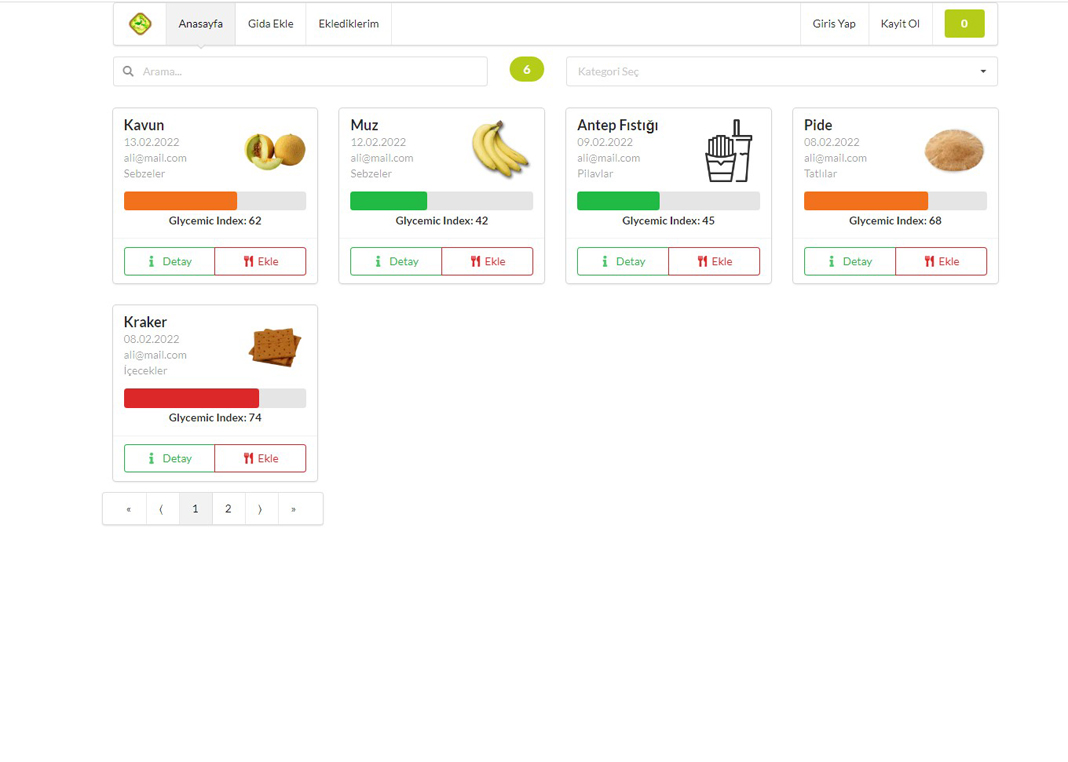 Anasayfa
Gida Ekle
Eklediklerim
Giris Yap
Kayit Ol
0
Arama...
6
Kategori Seç
Kavun
13.02.2022
ali@mail.com
Sebzeler
Glycemic Index: 62
Detay
Ekle
Muz
12.02.2022
ali@mail.com
Sebzeler
Glycemic Index: 42
Detay
Ekle
Antep Fıstığı
09.02.2022
ali@mail.com
Pilavlar
Glycemic Index: 45
Detay
Ekle
Pide
08.02.2022
ali@mail.com
Tatlılar
Glycemic Index: 68
Detay
Ekle
Kraker
08.02.2022
ali@mail.com
İçecekler
Glycemic Index: 74
Detay
Ekle
« ⟨ 1 2 ⟩ »